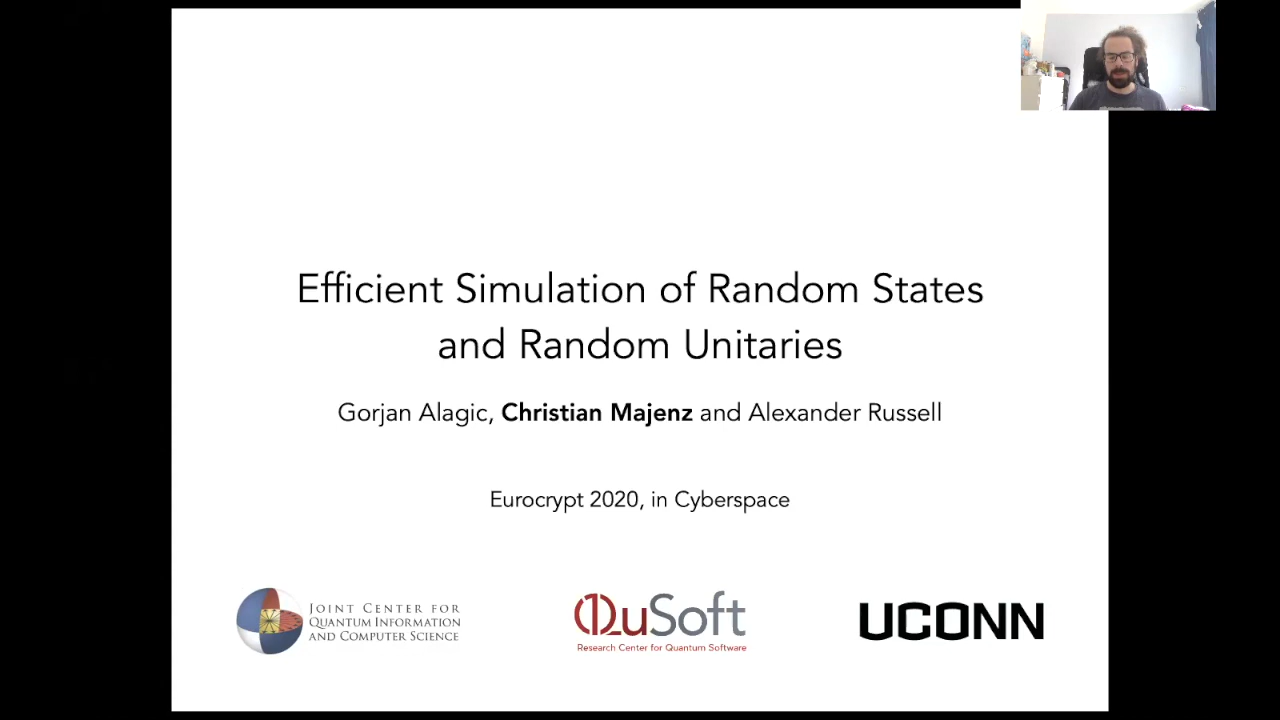 Efficient Simulation of Random States
and Random Unitaries
Gorjan Alagic, Christian Majenz and Alexander Russell
Eurocrypt 2020, in Cyberspace
JOINT CENTER FOR
QUANTUM INFORMATION
AND COMPUTER SCIENCE
QuSoft
Research Center for Quantum Software
UCONN